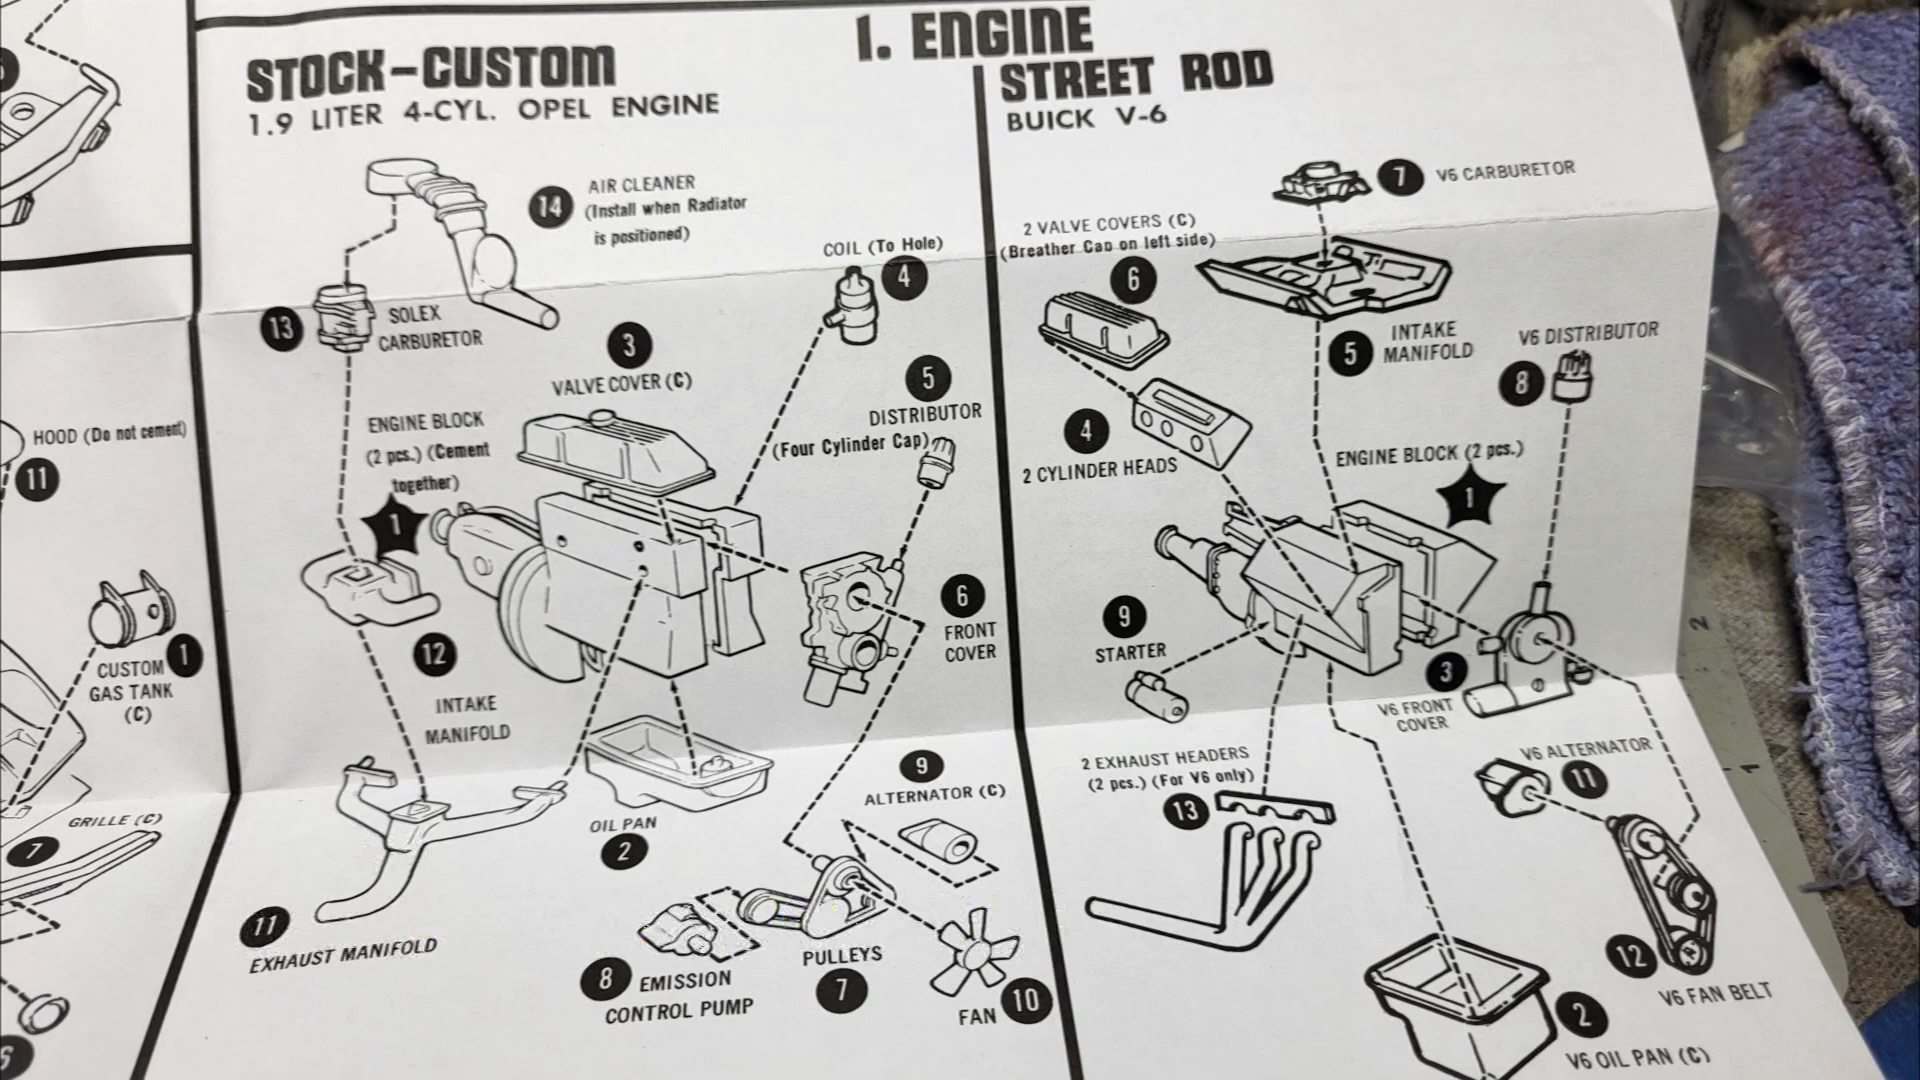 1. ENGINE
STOCK-CUSTOM
1.9 LITER 4-CYL. OPEL ENGINE
14
AIR CLEANER
(Install when Radiator
is positioned)
13
SOLEX
CARBURETOR
COIL (To Hole)
4
3
VALVE COVER (C)
5
DISTRIBUTOR
(Four Cylinder Cap)
ENGINE BLOCK
(2 pcs.) (Cement
together)
1
6
FRONT
COVER
12
INTAKE
MANIFOLD
OIL PAN
2
9
ALTERNATOR (C)
11
EXHAUST MANIFOLD
8
EMISSION
CONTROL PUMP
PULLEYS
7
FAN
10
STREET ROD
BUICK V-6
7
V6 CARBURETOR
2 VALVE COVERS (C)
(Breather Cap on left side)
6
5
INTAKE
MANIFOLD
V6 DISTRIBUTOR
8
4
2 CYLINDER HEADS
ENGINE BLOCK (2 pcs.)
1
9
STARTER
3
V6 FRONT
COVER
2 EXHAUST HEADERS
(2 pcs.) (For V6 only)
13
V6 ALTERNATOR
11
12
V6 FAN BELT
2
V6 OIL PAN (C)
HOOD (Do not cement)
11
CUSTOM
GAS TANK
(C)
1
GRILLE (C)
7
2
1